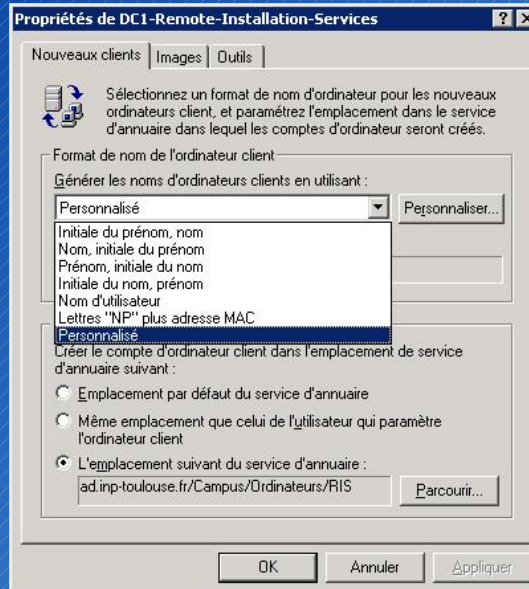 Propriétés de DC1-Remote-Installation-Services
Nouveaux clients Images Outils
Sélectionnez un format de nom d'ordinateur pour les nouveaux
ordinateurs client, et paramétrez l'emplacement dans le service
d'annuaire dans lequel les comptes d'ordinateur seront créés.
Format de nom de l'ordinateur client
Générer les noms d'ordinateurs clients en utilisant :
Personnalisé Personnaliser...
Initiale du prénom, nom
Nom, initiale du prénom
Prénom, initiale du nom
Initiale du nom, prénom
Nom d'utilisateur
Lettres "NP" plus adresse MAC
Personnalisé
Créer le compte d'ordinateur client dans l'emplacement de service
d'annuaire suivant :
Emplacement par défaut du service d'annuaire
Même emplacement que celui de l'utilisateur qui paramètre
l'ordinateur client
L'emplacement suivant du service d'annuaire :
ad.inp-toulouse.fr/Campus/Ordinateurs/RIS Parcourir...
OK Annuler Appliquer